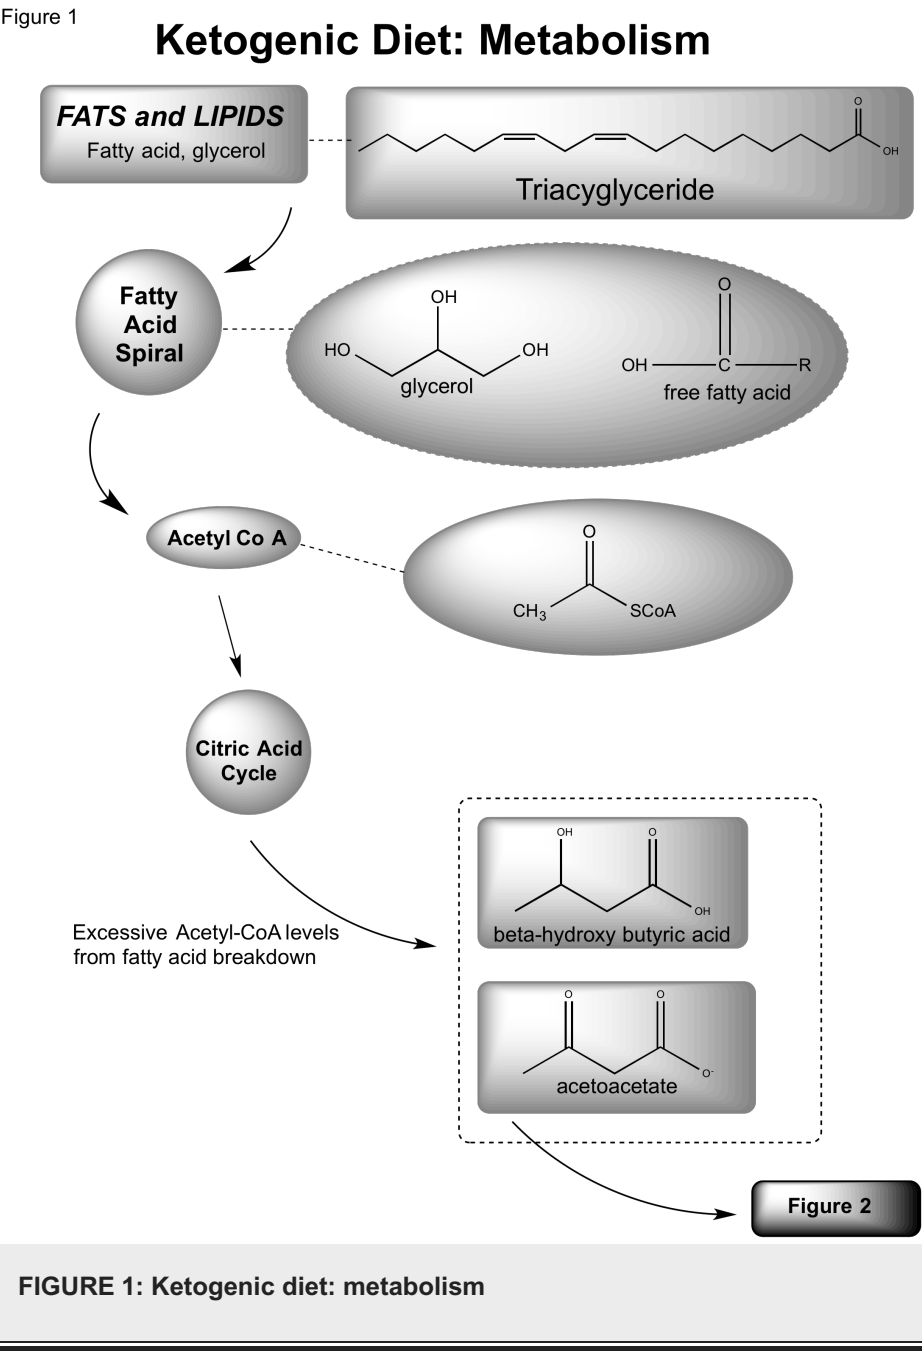 Figure 1
Ketogenic Diet: Metabolism
FATS and LIPIDS
Fatty acid, glycerol
O
OH
Triacyglyceride
Fatty
Acid
Spiral
OH
HO
OH
glycerol
O
OH
C
R
free fatty acid
Acetyl Co A
O
CH3
SCoA
Citric Acid
Cycle
Excessive Acetyl-CoA levels
from fatty acid breakdown
OH
O
OH
beta-hydroxy butyric acid
O
O
O-
acetoacetate
Figure 2
FIGURE 1: Ketogenic diet: metabolism